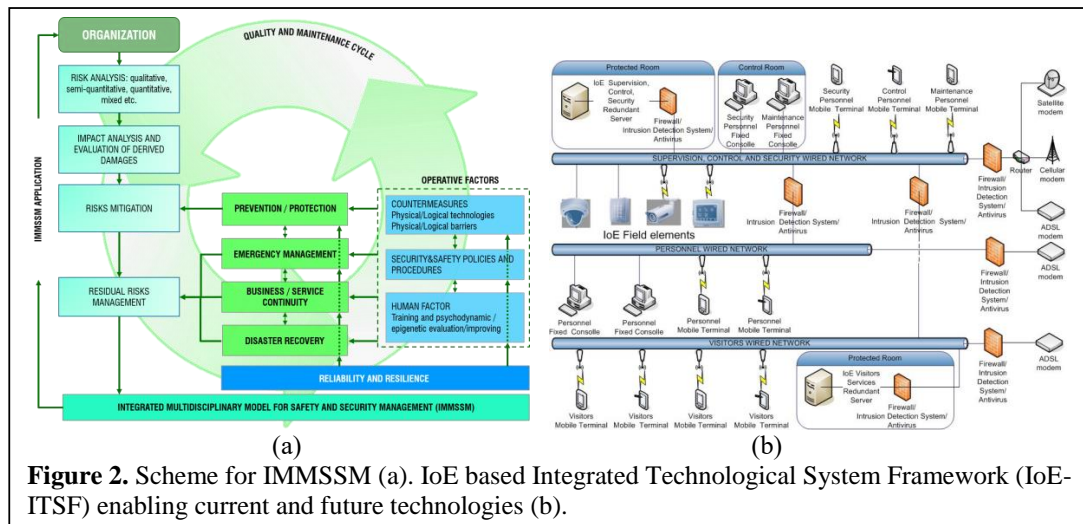 ORGANIZATION
RISK ANALYSIS: qualitative,
semi-quantitative, quantitative,
mixed etc.
IMPACT ANALYSIS AND
EVALUATION OF DERIVED
DAMAGES
RISKS MITIGATION
RESIDUAL RISKS
MANAGEMENT
IMMSSM APPLICATION
QUALITY AND MAINTENANCE CYCLE
PREVENTION / PROTECTION
EMERGENCY MANAGEMENT
BUSINESS / SERVICE
CONTINUITY
DISASTER RECOVERY
OPERATIVE FACTORS
COUNTERMEASURES
Physical/Logical technologies
Physical/Logical barriers
SECURITY&SAFETY POLICIES AND
PROCEDURES
HUMAN FACTOR
Training and psychodynamic /
epigenetic evaluation/improving
RELIABILITY AND RESILIENCE
INTEGRATED MULTIDISCIPLINARY MODEL FOR SAFETY AND SECURITY MANAGEMENT (IMMSSM)
(a)
Protected Room
IoE Supervision,
Control,
Security
Redundant
Server
Firewall/
Intrusion Detection System/
Antivirus
Control Room
Security
Personnel
Fixed
Consolle
Maintenance
Personnel
Fixed
Consolle
Security
Personnel
Mobile Terminal
Control
Personnel
Mobile Terminal
Maintenance
Personnel
Mobile Terminal
SUPERVISION, CONTROL AND SECURITY WIRED NETWORK
Firewall/
Intrusion
Detection
System/
Antivirus
Router
Satellite
modem
Cellular
modem
ADSL
modem
IoE Field elements
Firewall/
Intrusion Detection System/
Antivirus
Firewall/
Intrusion Detection System/
Antivirus
PERSONNEL WIRED NETWORK
Firewall/
Intrusion
Detection
System/
Antivirus
ADSL
modem
Personnel
Fixed Consolle
Personnel
Fixed Consolle
Personnel
Mobile Terminal
Personnel
Mobile Terminal
VISITORS WIRED NETWORK
Firewall/
Intrusion
Detection
System/
Antivirus
ADSL
modem
Visitors
Mobile Terminal
Visitors
Mobile Terminal
Visitors
Mobile Terminal
Visitors
Mobile Terminal
Protected Room
IoE Visitors
Services
Redundant
Server
Firewall/
Intrusion Detection System/
Antivirus
(b)
Figure 2. Scheme for IMMSSM (a). IoE based Integrated Technological System Framework (IoE-
ITSF) enabling current and future technologies (b).